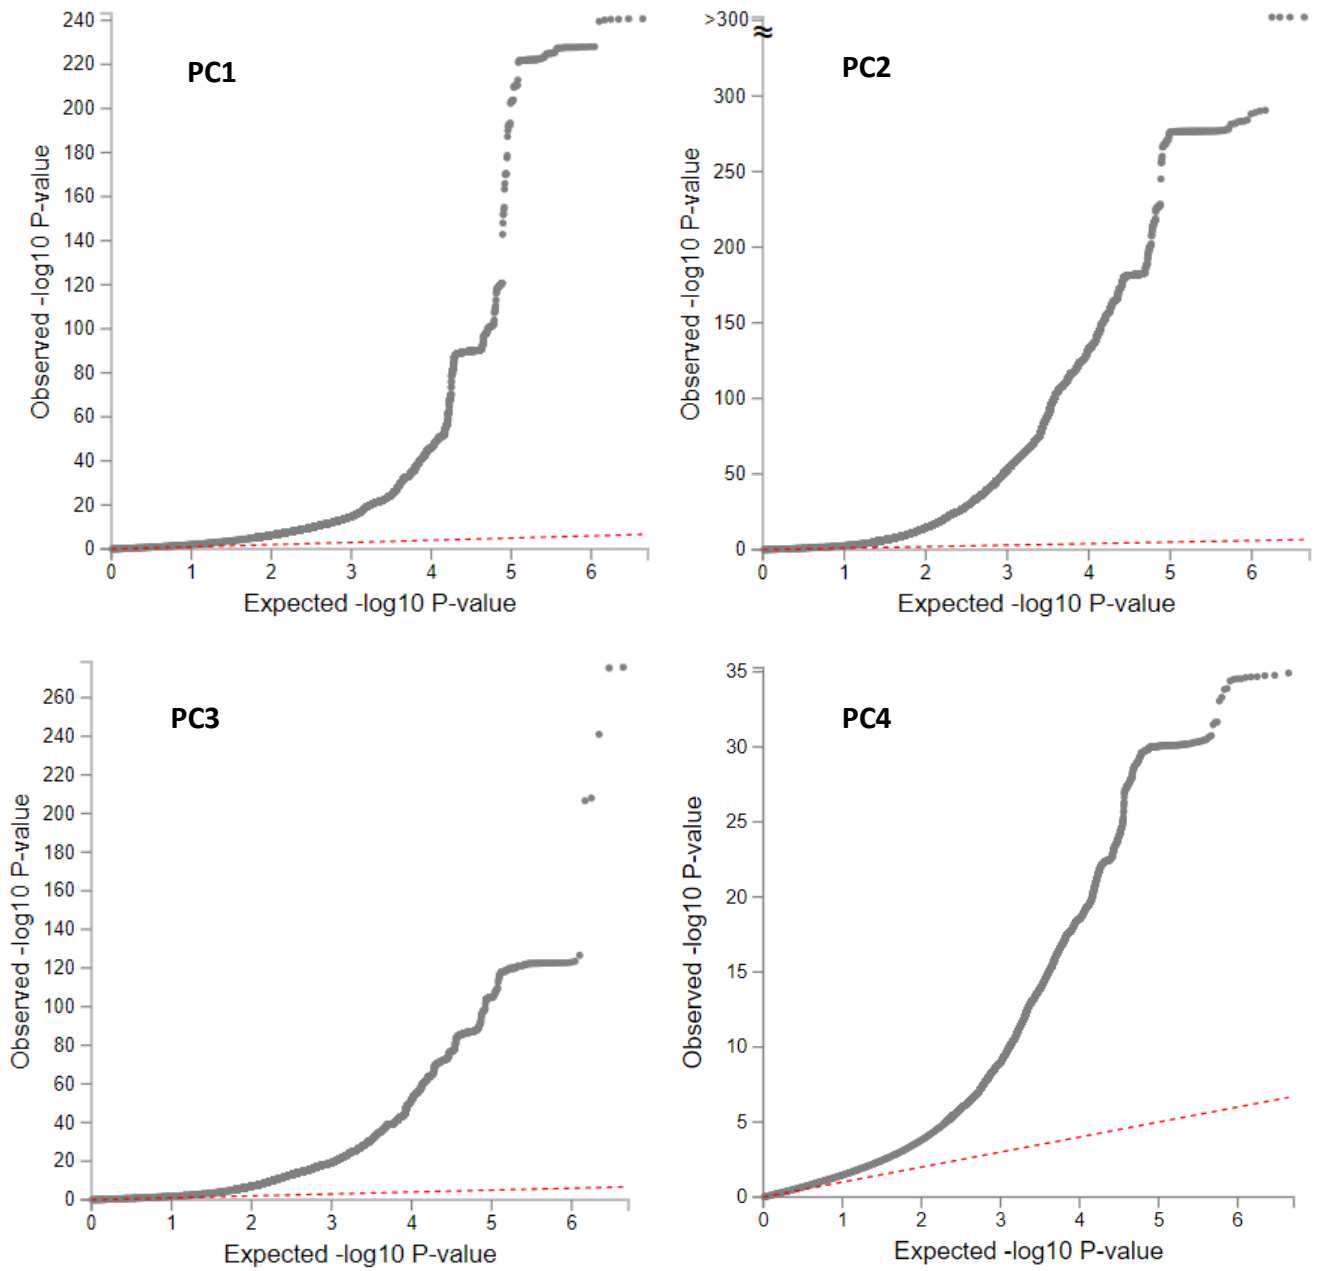 PC1
Observed -log10 P-value
240
220
200
180
160
140
120
100
80
60
40
20
0
0 1 2 3 4 5 6
Expected -log10 P-value
PC2
Observed -log10 P-value
>300
≈
300
250
200
150
100
50
0
0 1 2 3 4 5 6
Expected -log10 P-value
PC3
Observed -log10 P-value
260
240
220
200
180
160
140
120
100
80
60
40
20
0
0 1 2 3 4 5 6
Expected -log10 P-value
PC4
Observed -log10 P-value
35
30
25
20
15
10
5
0
0 1 2 3 4 5 6
Expected -log10 P-value